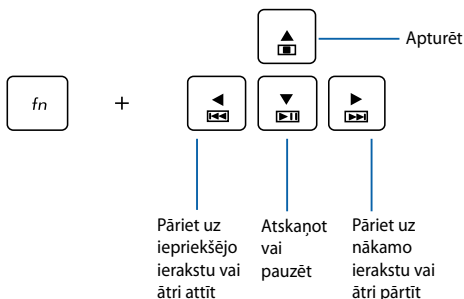 Apturēt
fn +
Pāriet uz
iepriekšējo
ierakstu vai
ātri attīt
Atskaņot
vai
pauzēt
Pāriet uz
nākamo
ierakstu vai
ātri pārtīt